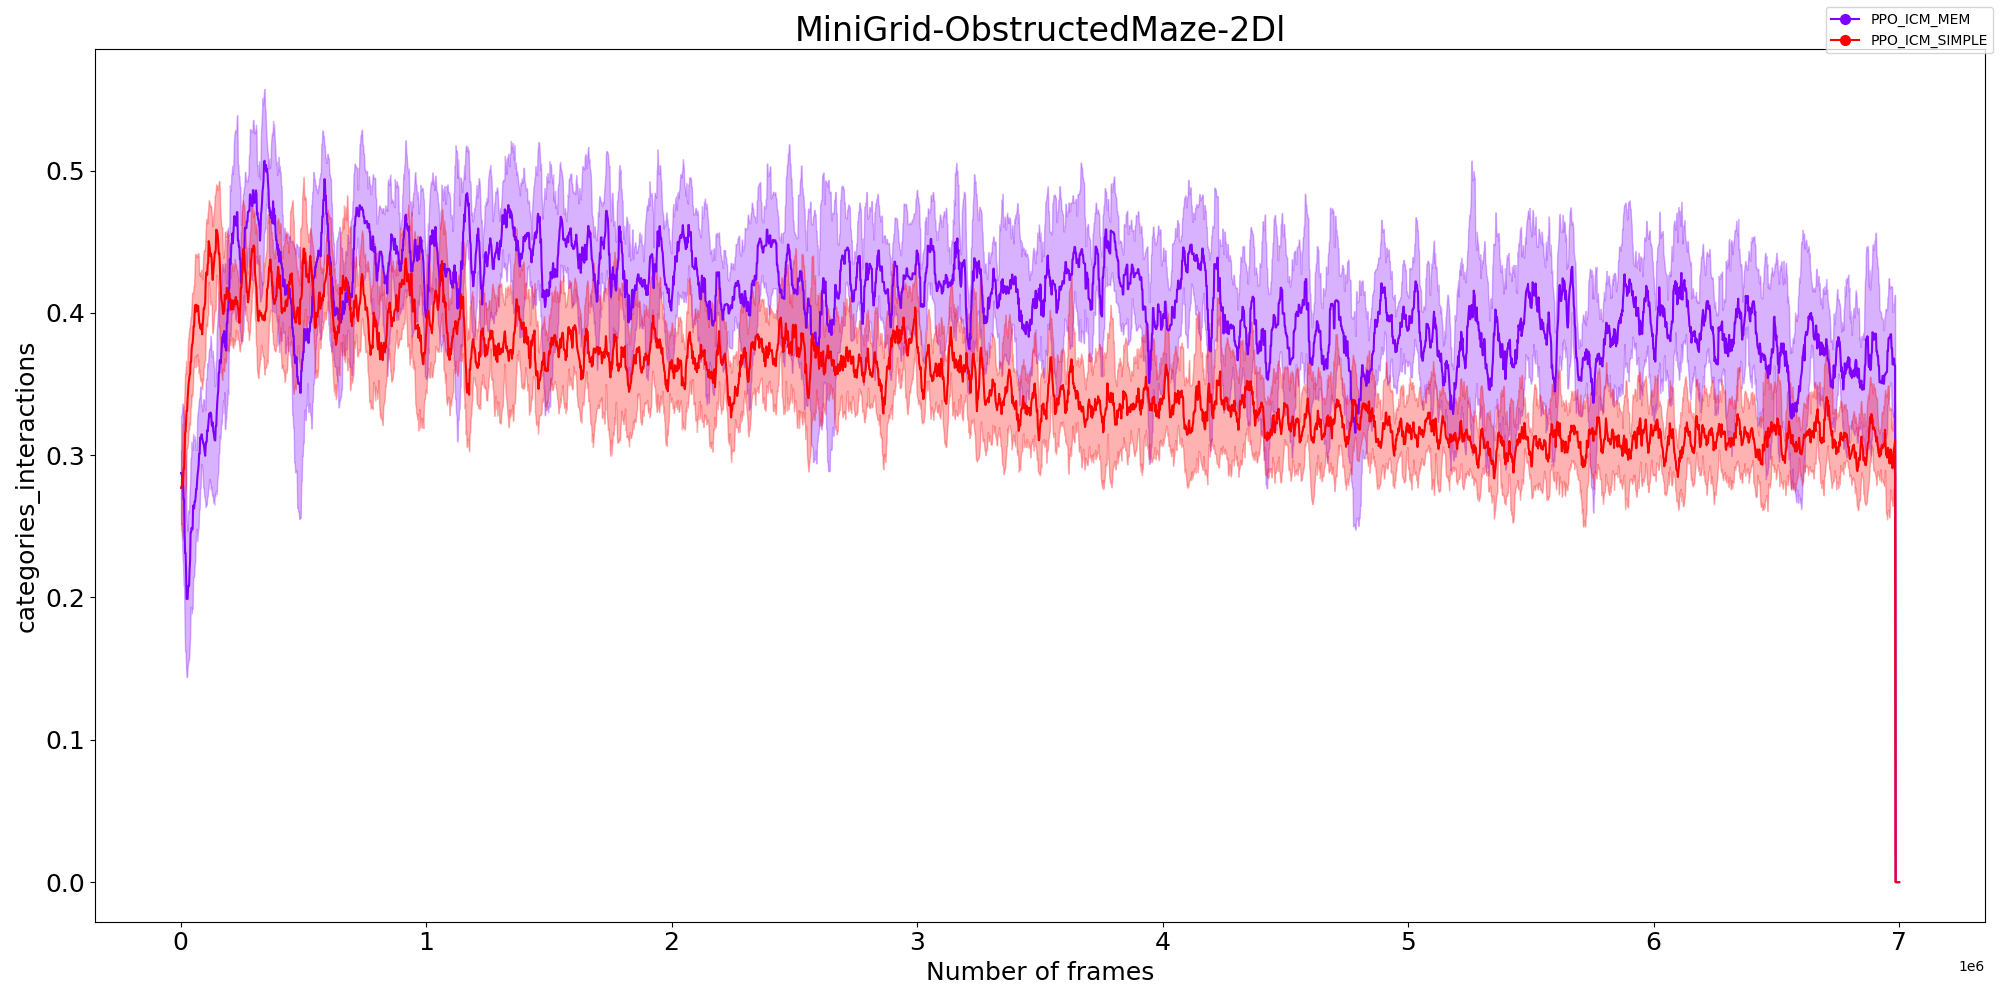 MiniGrid-ObstructedMaze-2Dl
PPO_ICM_MEM
PPO_ICM_SIMPLE
categories_interactions
0.5
0.4
0.3
0.2
0.1
0.0
0 1 2 3 4 5 6 7
Number of frames
1e6